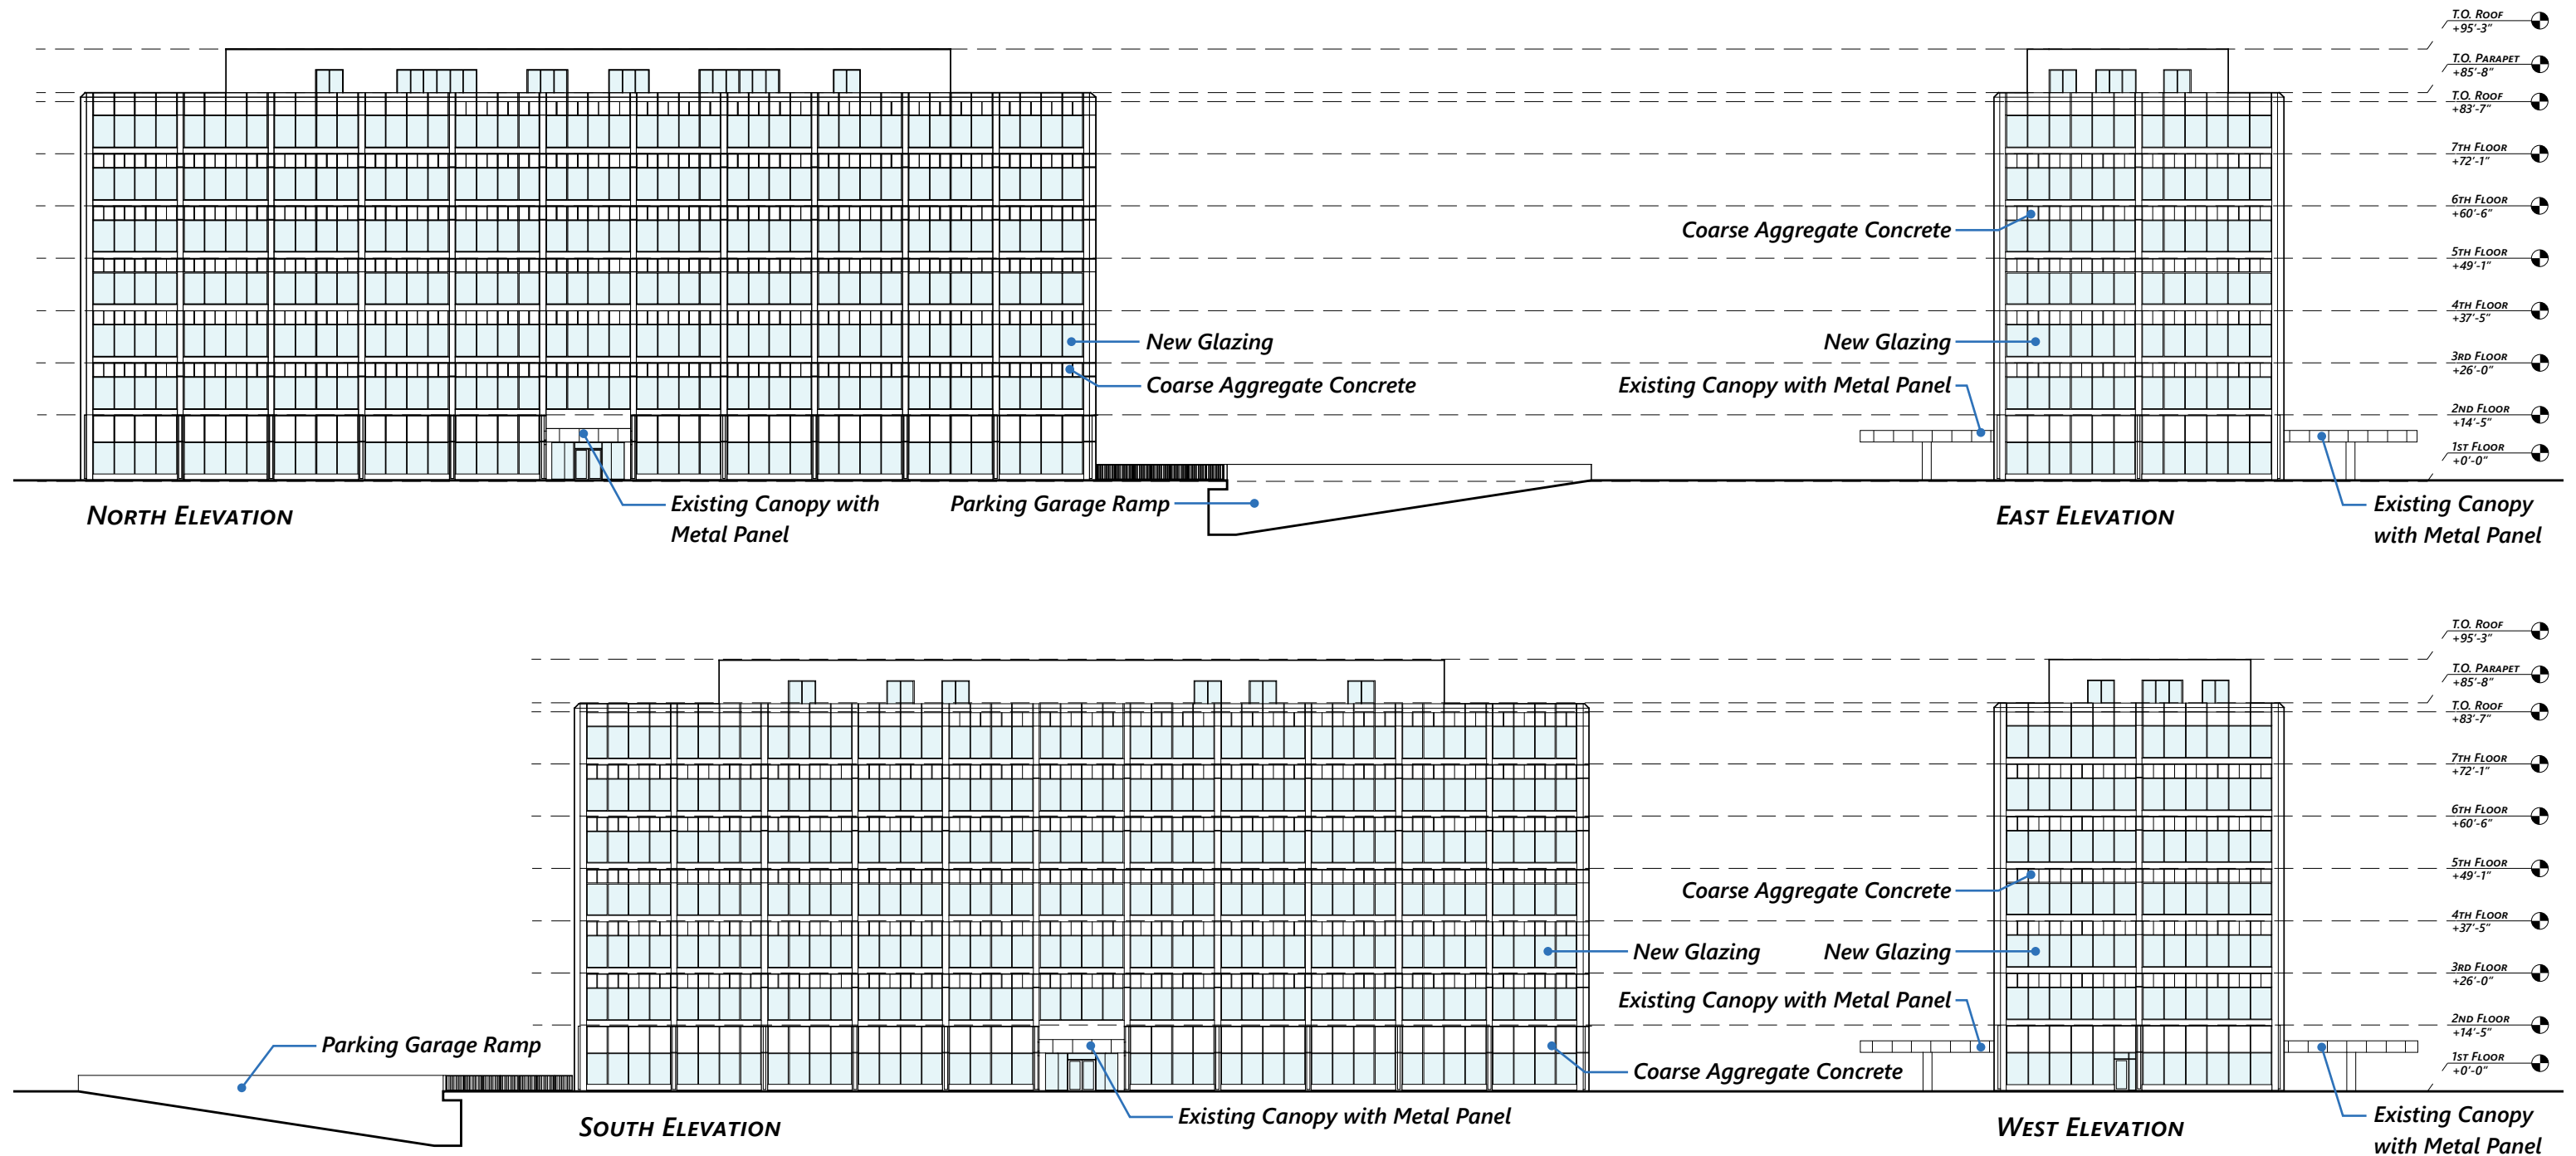 T.O. Roof
+95'-3"
T.O. Parapet
+85'-8"
T.O. Roof
+83'-7"
7th Floor
+72'-1"
6th Floor
+60'-6"
Coarse Aggregate Concrete
5th Floor
+49'-1"
4th Floor
+37'-5"
New Glazing
New Glazing
3rd Floor
+26'-0"
Coarse Aggregate Concrete
Existing Canopy with Metal Panel
2nd Floor
+14'-5"
1st Floor
+0'-0"
North Elevation
Existing Canopy with
Metal Panel
Parking Garage Ramp
East Elevation
Existing Canopy
with Metal Panel
T.O. Roof
+95'-3"
T.O. Parapet
+85'-8"
T.O. Roof
+83'-7"
7th Floor
+72'-1"
6th Floor
+60'-6"
5th Floor
+49'-1"
Coarse Aggregate Concrete
4th Floor
+37'-5"
New Glazing
New Glazing
3rd Floor
+26'-0"
Existing Canopy with Metal Panel
2nd Floor
+14'-5"
Parking Garage Ramp
1st Floor
+0'-0"
Coarse Aggregate Concrete
South Elevation
Existing Canopy with Metal Panel
West Elevation
Existing Canopy
with Metal Panel